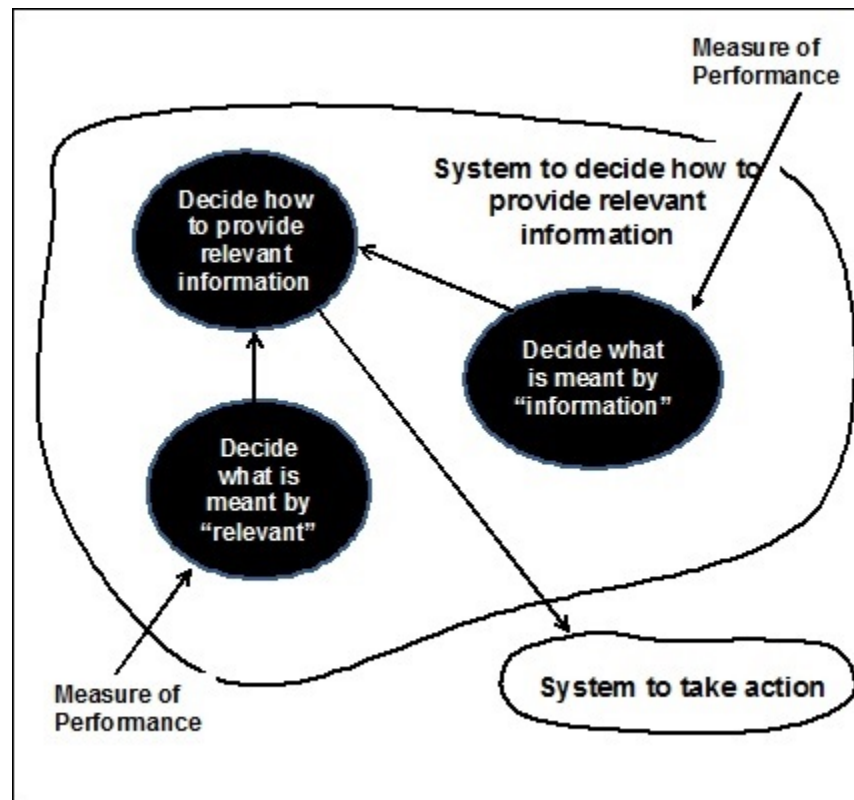 Measure of
Performance
System to decide how to
provide relevant
information
Decide how
to provide
relevant
information
Decide what
is meant by
“information”
Decide
what is
meant by
“relevant”
Measure of
Performance
System to take action